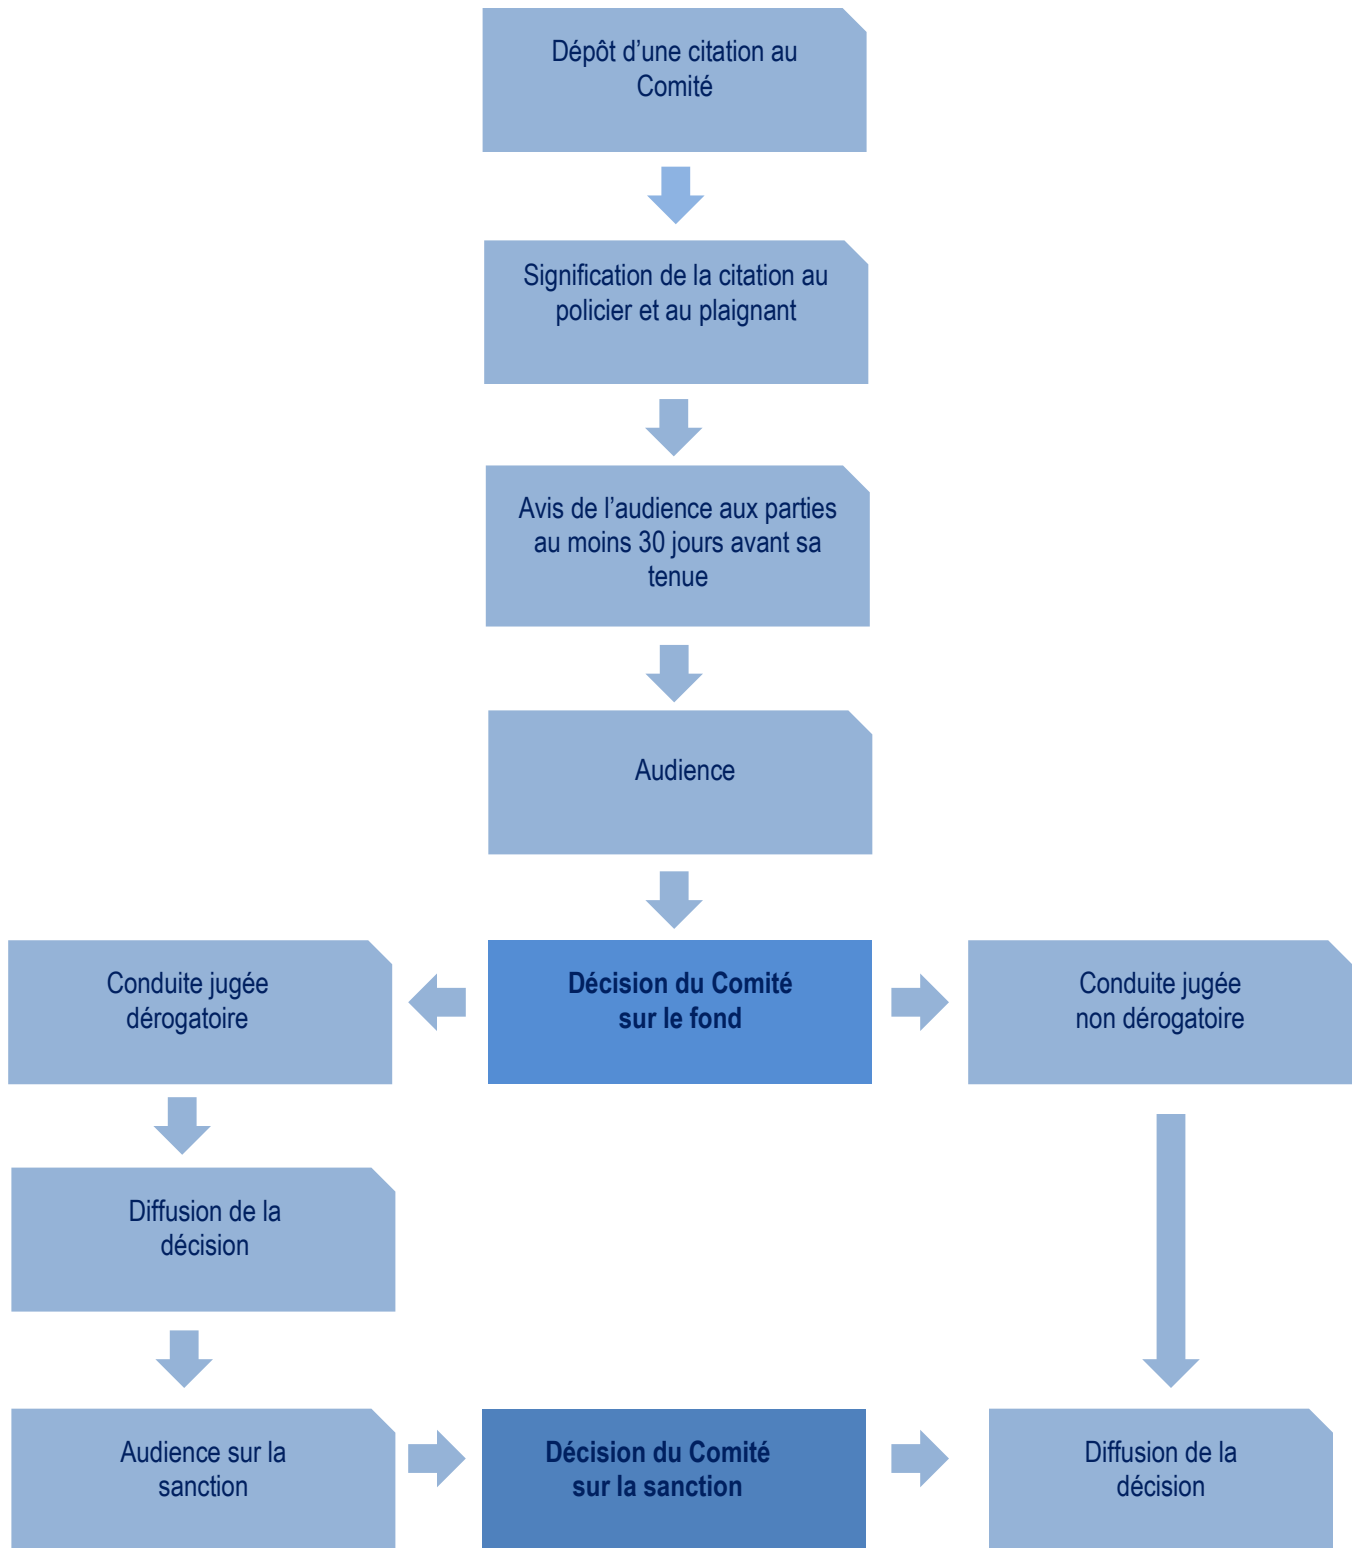 Dépôt d’une citation au
Comité
Signification de la citation au
policier et au plaignant
Avis de l’audience aux parties
au moins 30 jours avant sa
tenue
Audience
Conduite jugée
dérogatoire
Décision du Comité
sur le fond
Conduite jugée
non dérogatoire
Diffusion de la
décision
Audience sur la
sanction
Décision du Comité
sur la sanction
Diffusion de la
décision